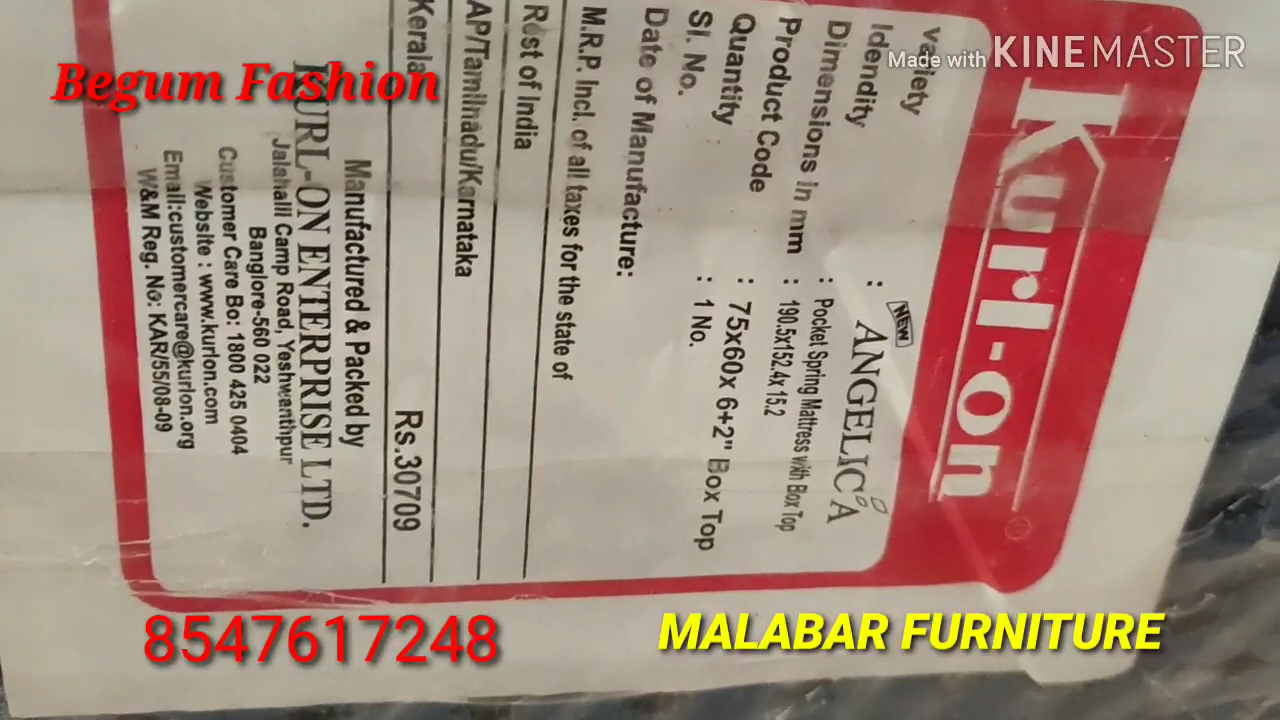 Made with KINEMASTER
Begum Fashion
Kurl-on
Variety : NEW ANGELICA
Idendity : Pocket Spring Mattress with Box Top
Dimensions in mm : 190.5x152.4x 15.2
Product Code : 75x60x 6+2" Box Top
Quantity : 1 No.
Sl. No.
Date of Manufacture:
M.R.P. Incl. of all taxes for the state of
Rest of India
AP/Tamilnadu/Karnataka
Kerala Rs.30709
Manufactured & Packed by
KURL-ON ENTERPRISE LTD.
Jalahalli Camp Road, Yeshwanthpur
Banglore-560 022
Customer Care Bo: 1800 425 0404
Website : www.kurlon.com
Email:customercare@kurlon.org
W&M Reg. No: KAR/55/08-09
8547617248
MALABAR FURNITURE